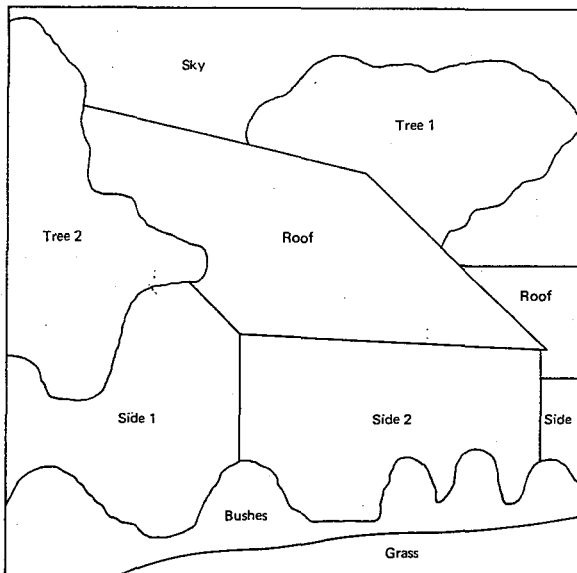 Sky
Tree 1
Tree 2
Roof
Roof
Side 1
Side 2
Side
Bushes
Grass